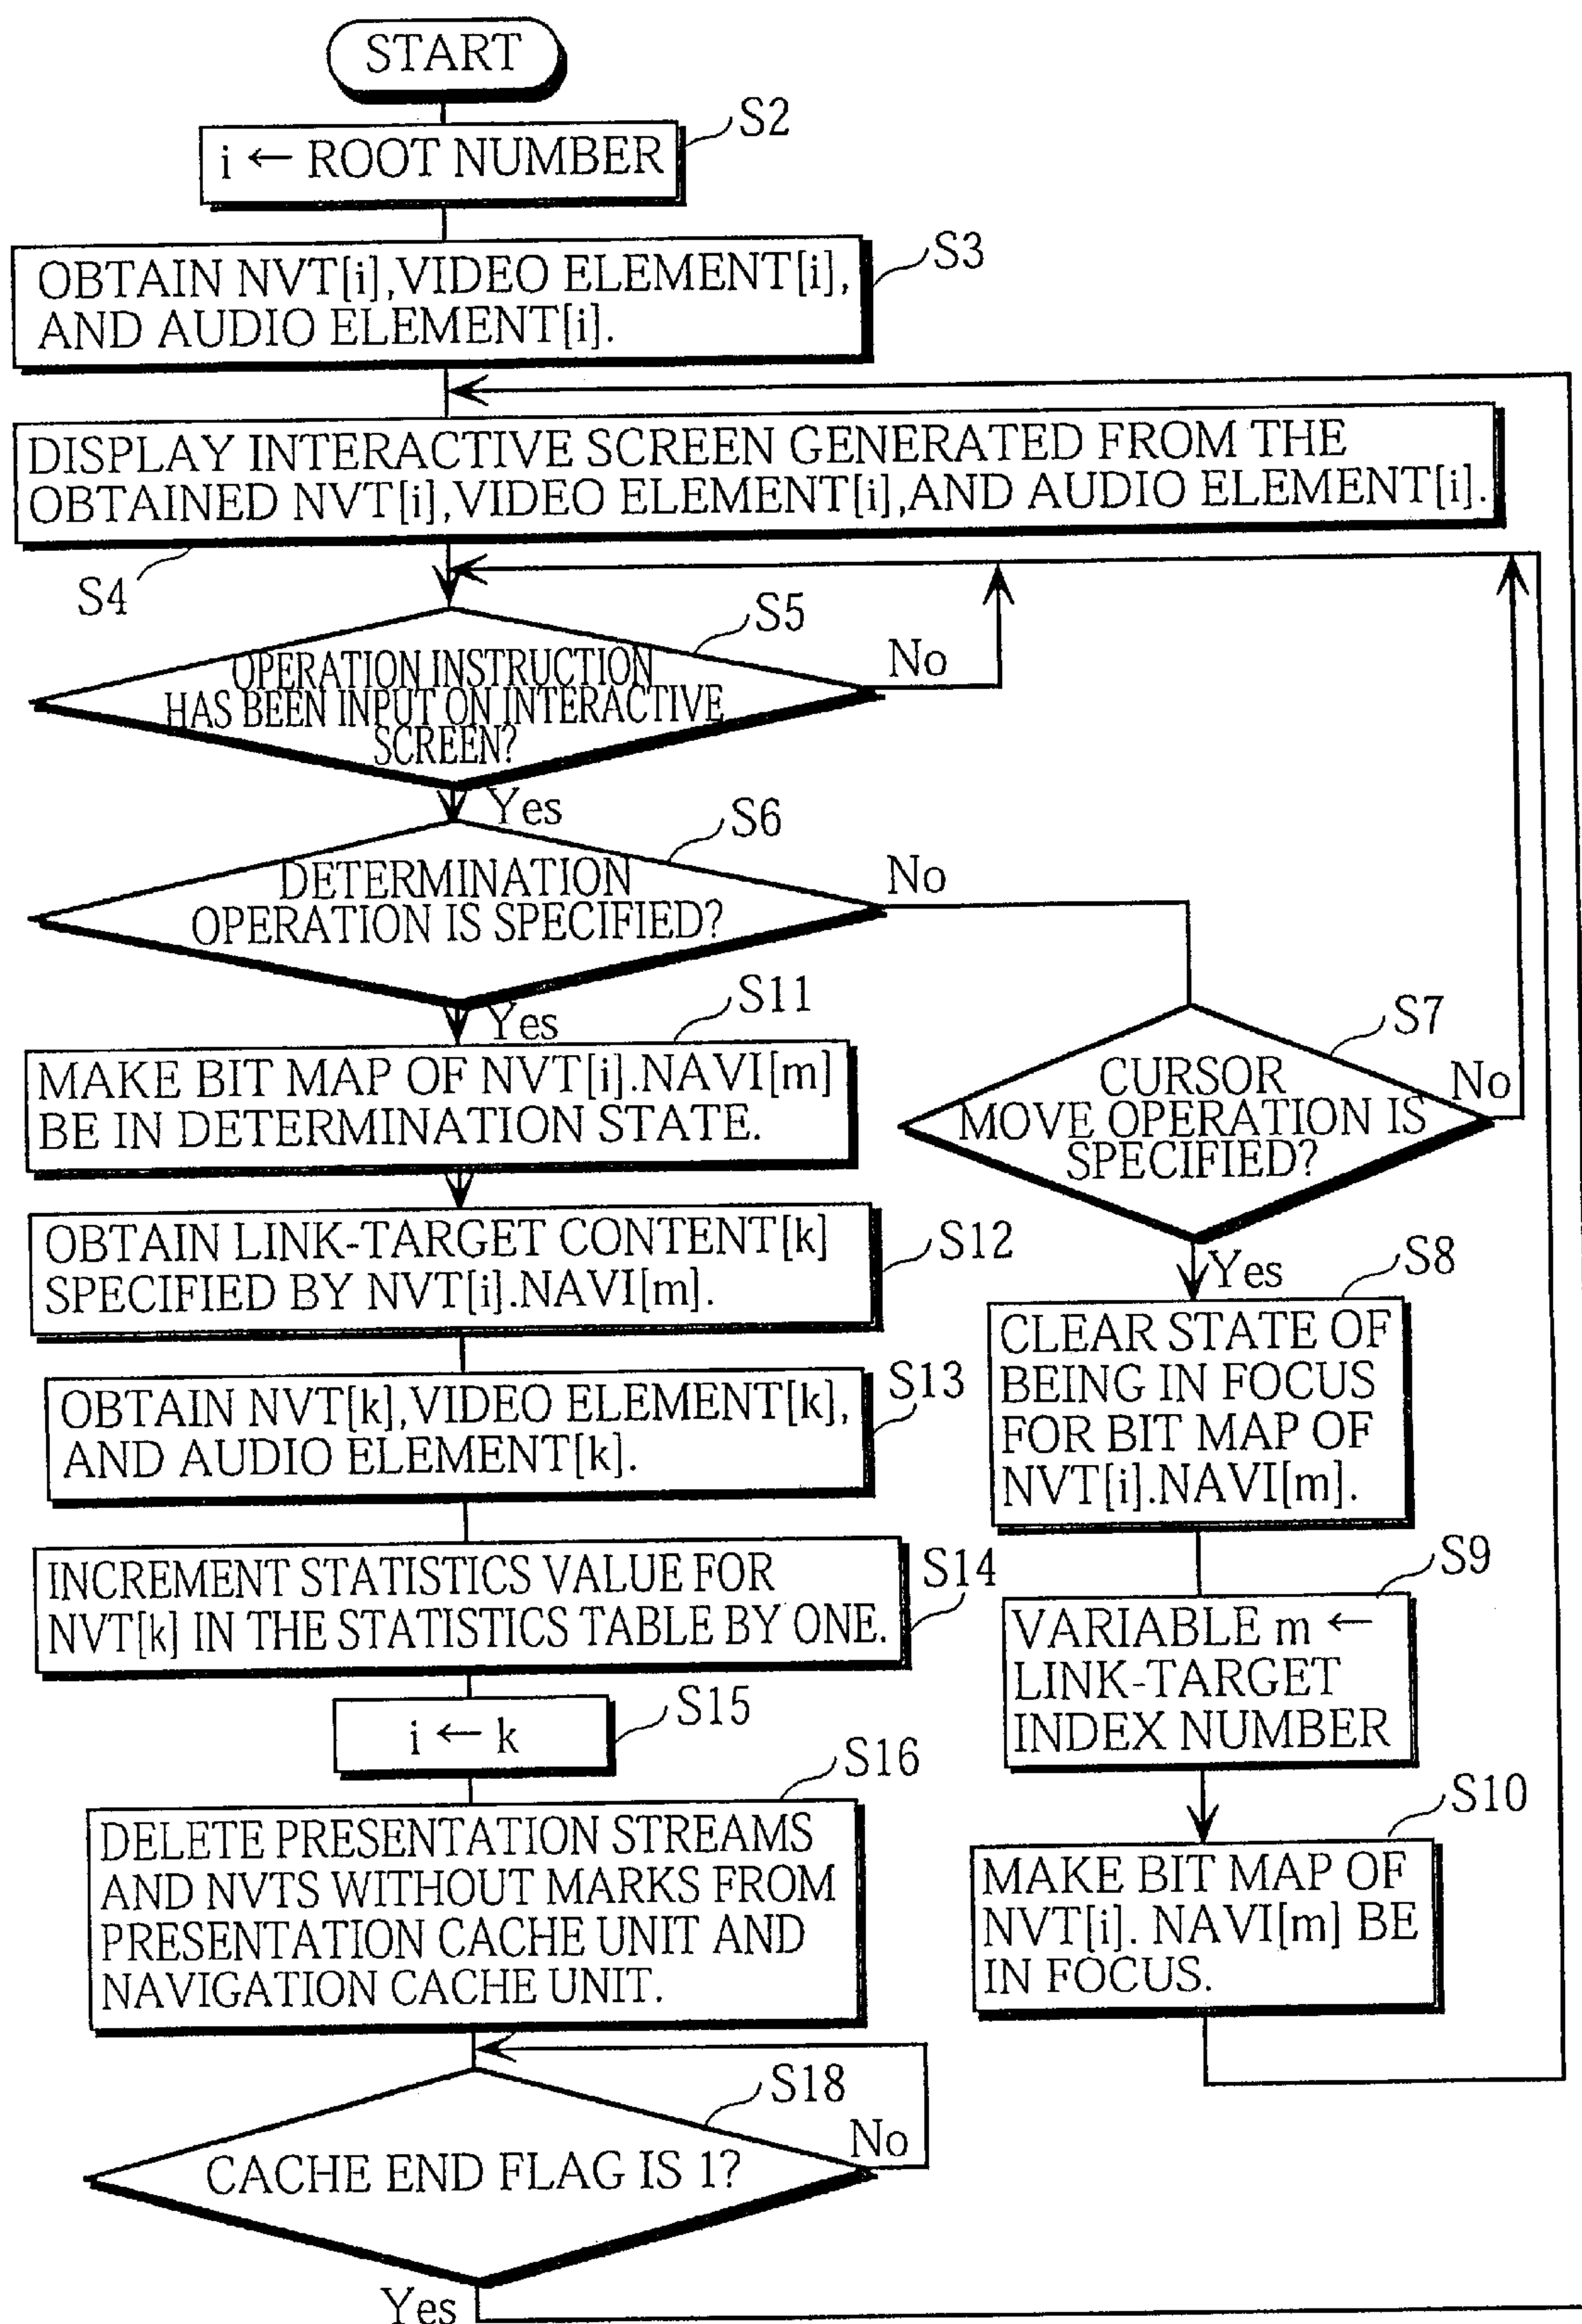 START
S2
i ← ROOT NUMBER
S3
OBTAIN NVT[i],VIDEO ELEMENT[i],
AND AUDIO ELEMENT[i].
DISPLAY INTERACTIVE SCREEN GENERATED FROM THE
OBTAINED NVT[i],VIDEO ELEMENT[i],AND AUDIO ELEMENT[i].
S4
S5
OPERATION INSTRUCTION
HAS BEEN INPUT ON INTERACTIVE
SCREEN?
No
Yes
S6
DETERMINATION
OPERATION IS SPECIFIED?
No
Yes
S7
CURSOR
MOVE OPERATION IS
SPECIFIED?
No
Yes
S8
CLEAR STATE OF
BEING IN FOCUS
FOR BIT MAP OF
NVT[i].NAVI[m].
S9
VARIABLE m ←
LINK-TARGET
INDEX NUMBER
S10
MAKE BIT MAP OF
NVT[i]. NAVI[m] BE
IN FOCUS.
S11
MAKE BIT MAP OF NVT[i].NAVI[m]
BE IN DETERMINATION STATE.
S12
OBTAIN LINK-TARGET CONTENT[k]
SPECIFIED BY NVT[i].NAVI[m].
S13
OBTAIN NVT[k],VIDEO ELEMENT[k],
AND AUDIO ELEMENT[k].
S14
INCREMENT STATISTICS VALUE FOR
NVT[k] IN THE STATISTICS TABLE BY ONE.
S15
i ← k
S16
DELETE PRESENTATION STREAMS
AND NVTS WITHOUT MARKS FROM
PRESENTATION CACHE UNIT AND
NAVIGATION CACHE UNIT.
S18
CACHE END FLAG IS 1?
No
Yes